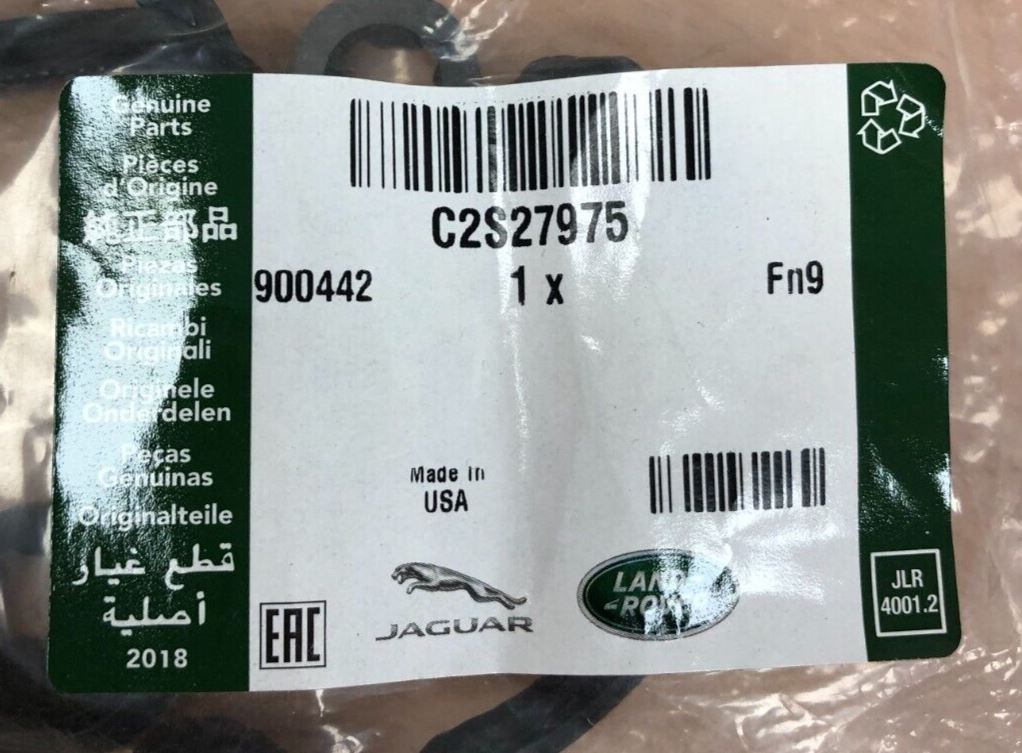 Genuine
Parts
Pièces
d'Origine
純正部品
Piezas
Originales
Ricambi
Originali
Originele
Onderdelen
Peças
Genuinas
Originalteile
قطع غيار
أصلية
2018
C2S27975
900442 1 x Fn9
Made in
USA
EAC
JAGUAR
LAND
ROVER
JLR
4001.2